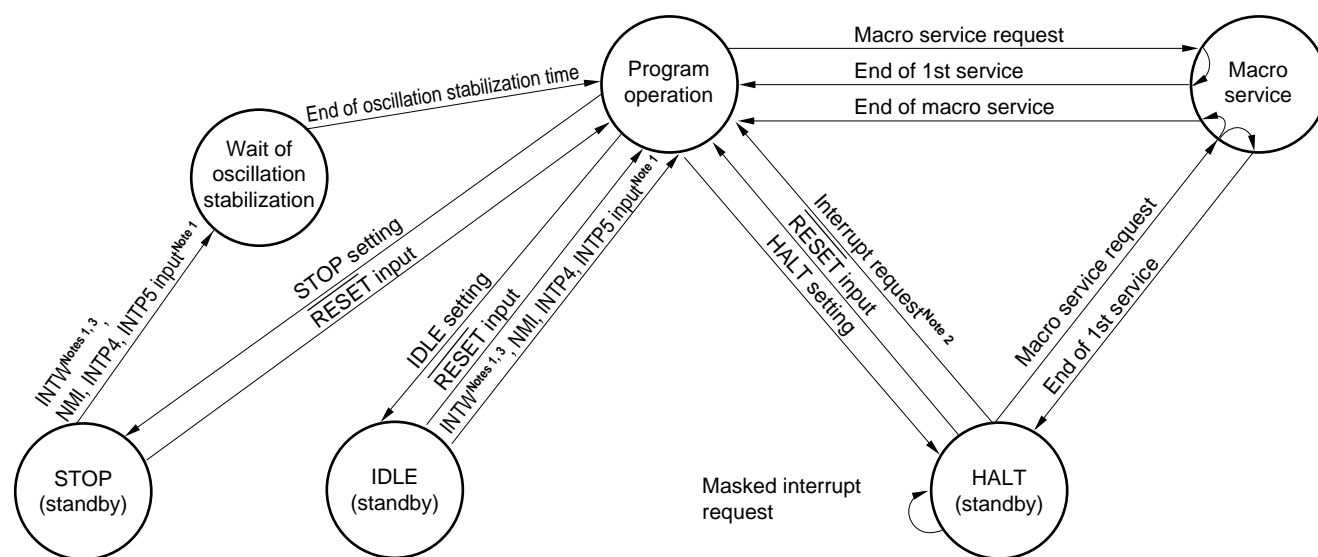 Macro service request
Program
operation
End of 1st service
Macro
service
End of oscillation stabilization time
End of macro service
Wait of
oscillation
stabilization
INTW Notes 1, 3,
NMI, INTP4, INTP5 input Note 1
STOP setting
RESET input
IDLE setting
RESET input
INTW Notes 1, 3, NMI, INTP4, INTP5 input Note 1
Interrupt request Note 2
RESET input
HALT setting
Macro service request
End of 1st service
STOP
(standby)
IDLE
(standby)
HALT
(standby)
Masked interrupt
request